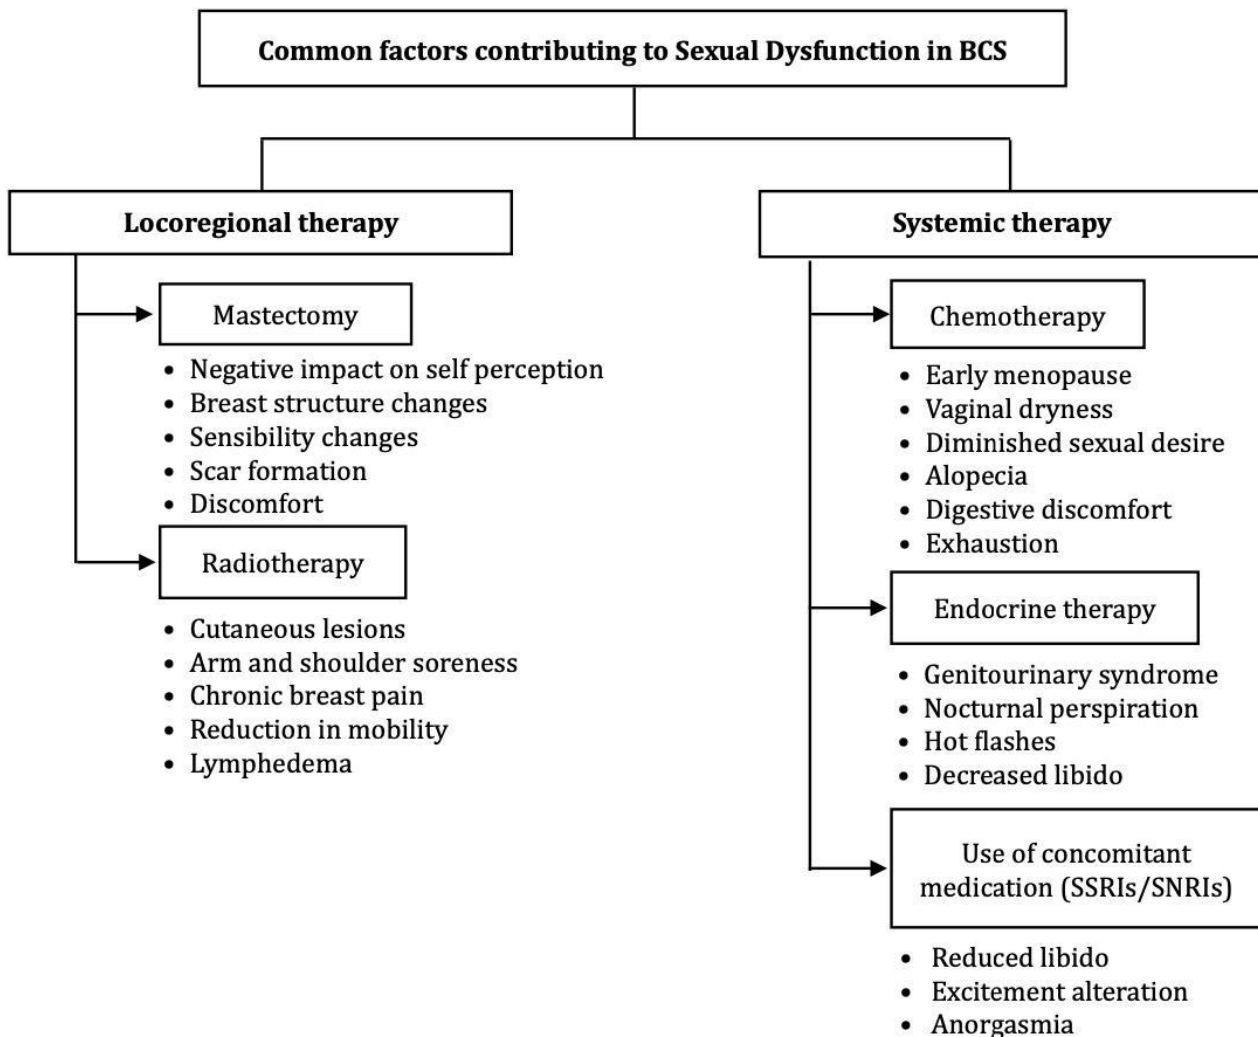 Common factors contributing to Sexual Dysfunction in BCS
Locoregional therapy
Mastectomy
• Negative impact on self perception
• Breast structure changes
• Sensibility changes
• Scar formation
• Discomfort
Radiotherapy
• Cutaneous lesions
• Arm and shoulder soreness
• Chronic breast pain
• Reduction in mobility
• Lymphedema
Systemic therapy
Chemotherapy
• Early menopause
• Vaginal dryness
• Diminished sexual desire
• Alopecia
• Digestive discomfort
• Exhaustion
Endocrine therapy
• Genitourinary syndrome
• Nocturnal perspiration
• Hot flashes
• Decreased libido
Use of concomitant
medication (SSRIs/SNRIs)
• Reduced libido
• Excitement alteration
• Anorgasmia